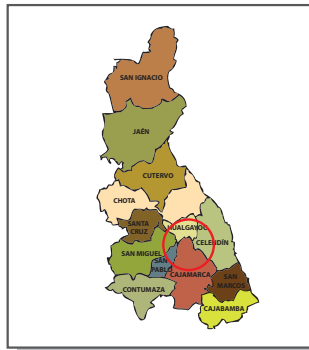 SAN IGNACIO
JAÉN
CUTERVO
CHOTA
SANTA
CRUZ
HUALGAYOC
CELENDÍN
SAN MIGUEL
SAN
PABLO
CAJAMARCA
SAN
MARCOS
CONTUMAZA
CAJABAMBA